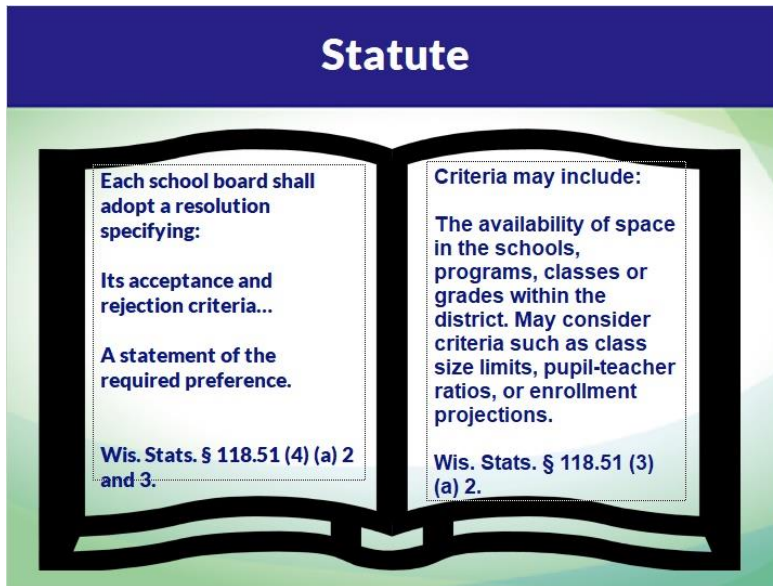 Statute
Each school board shall
adopt a resolution
specifying:
Its acceptance and
rejection criteria...
A statement of the
required preference.
Wis. Stats. § 118.51 (4) (a) 2
and 3.
Criteria may include:
The availability of space
in the schools,
programs, classes or
grades within the
district. May consider
criteria such as class
size limits, pupil-teacher
ratios, or enrollment
projections.
Wis. Stats. § 118.51 (3)
(a) 2.